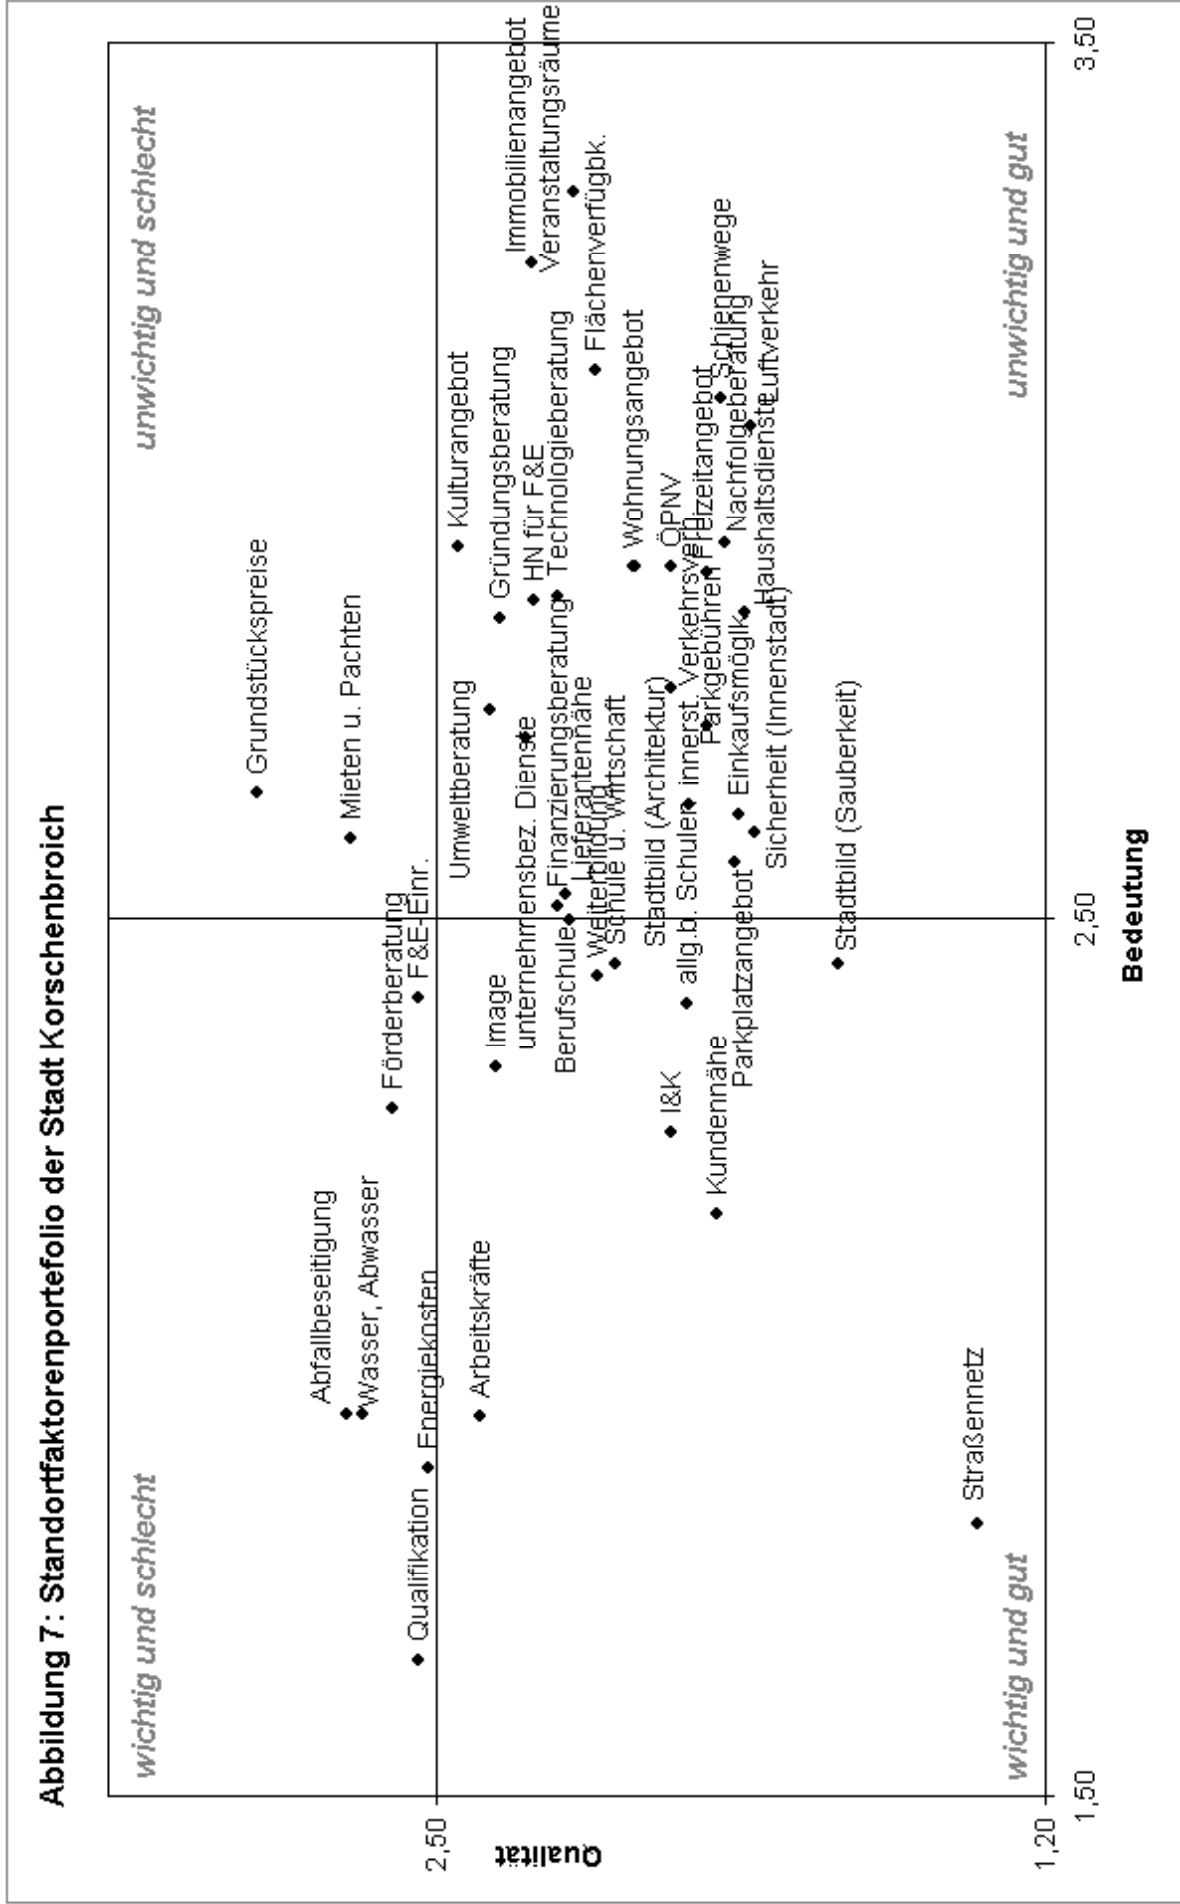 Abbildung 7: Standortfaktorenportefolio der Stadt Korschenbroich
wichtig und schlecht
unwichtig und schlecht
Grundstückspreise
Abfallbeseitigung
Mieten u. Pachten
Wasser, Abwasser
Förderberatung
Qualifikation
F&E-Einr.
Energiekosten
2,50
Kulturangebot
Umweltberatung
Arbeitskräfte
Image
Gründungsberatung
Immobilienangebot
unternehmensbez. Dienste
HN für F&E
Veranstaltungsräume
Finanzierungsberatung
Technologieberatung
Berufschule
Lieferantennähe
Flächenverfügbk.
Weiterbildung
Schule u. Wirtschaft
Wohnungsangebot
Qualität
Stadtbild (Architektur)
I&K
ÖPNV
allg.b. Schulen
innerst. Verkehrsverb.
Parkgebühren
Freizeitangebot
Kundennähe
Schienenwege
Einkaufsmöglk.
Nachfolgeberatung
Parkplatzangebot
Haushaltsdienste
Luftverkehr
Sicherheit (Innenstadt)
Stadtbild (Sauberkeit)
Straßennetz
wichtig und gut
unwichtig und gut
1,20
1,50
2,50
3,50
Bedeutung